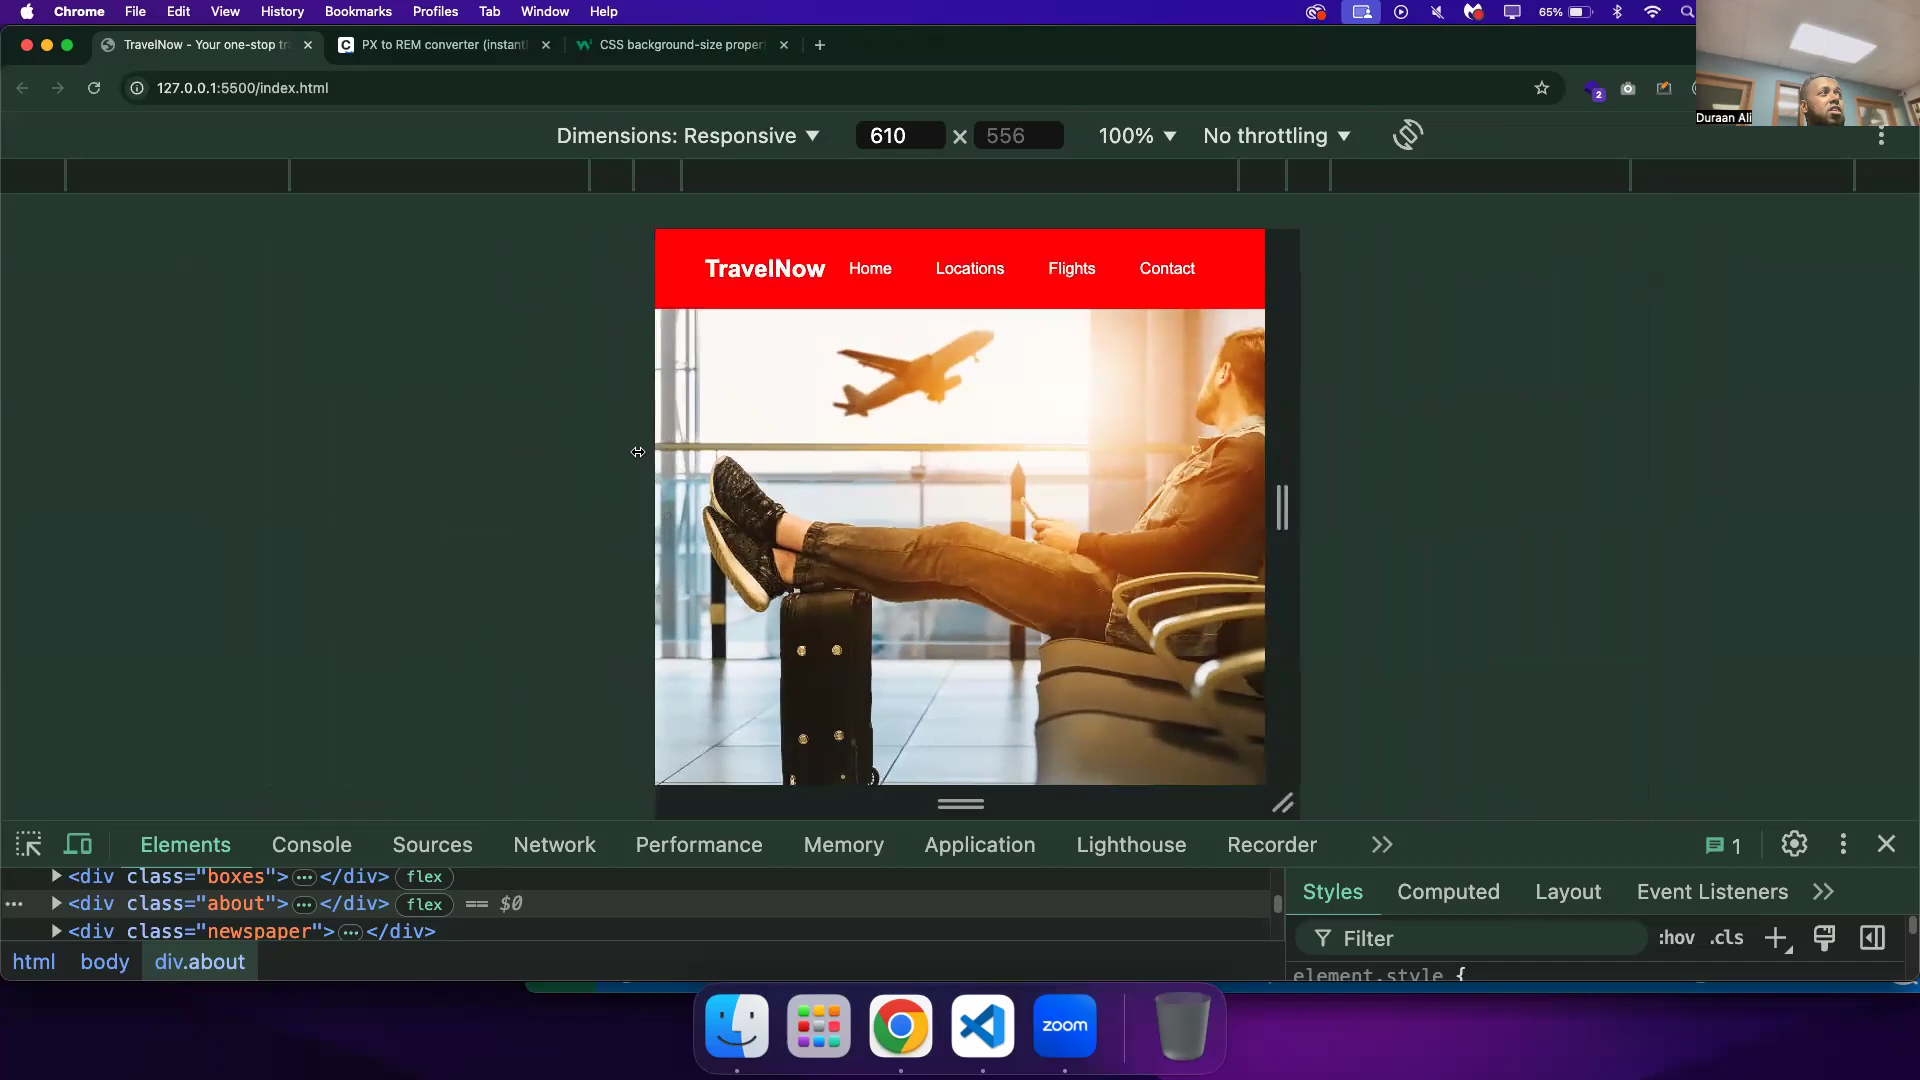 Chrome File Edit View History Bookmarks Profiles Tab Window Help 65%
TravelNow - Your one-stop tr PX to REM converter (instant CSS background-size proper
127.0.0.1:5500/index.html 2
Duraan Ali
Dimensions: Responsive 610 × 556 100% No throttling
TravelNow Home Locations Flights Contact
Elements Console Sources Network Performance Memory Application Lighthouse Recorder 1
<div class="boxes"> </div> flex
<div class="about"> </div> flex == $0
<div class="newspaper"> </div>
html body div.about
Styles Computed Layout Event Listeners
Filter :hov .cls
element.style {
zoom